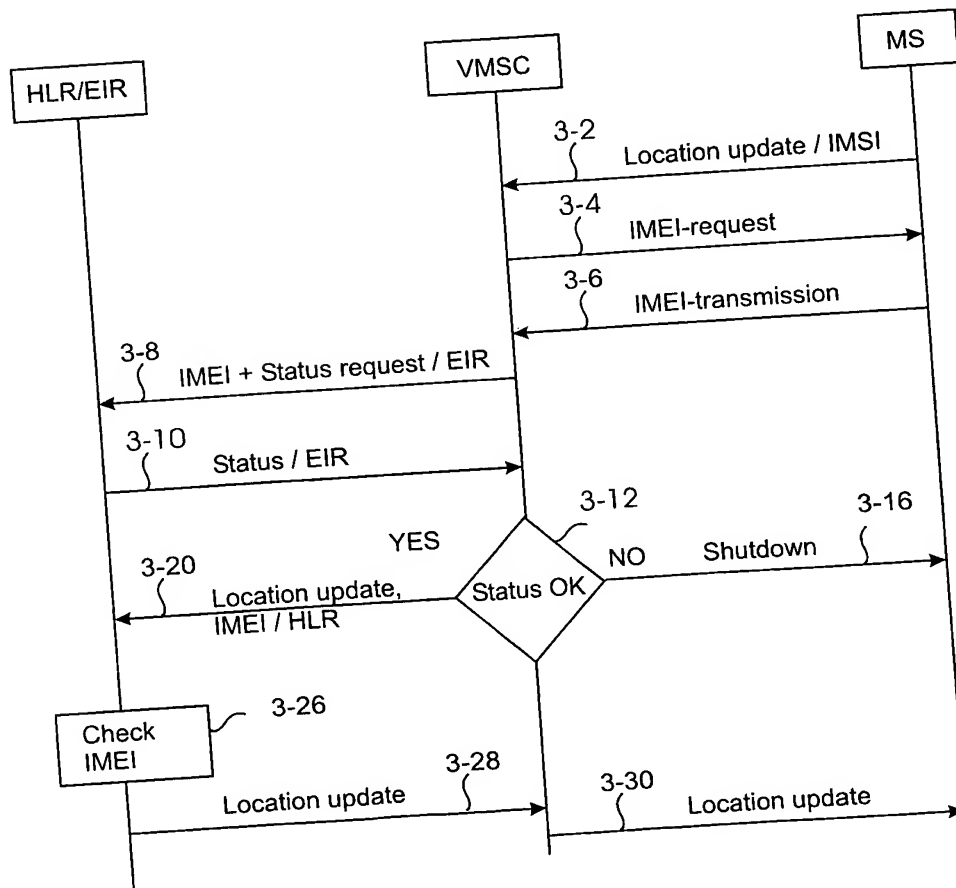 MS
VMSC
HLR/EIR
3-2
Location update / IMSI
3-4
IMEI-request
3-6
IMEI-transmission
3-8
IMEI + Status request / EIR
3-10
Status / EIR
3-12
3-16
YES
NO
Shutdown
3-20
Status OK
Location update,
IMEI / HLR
3-26
Check
IMEI
3-28
Location update
3-30
Location update